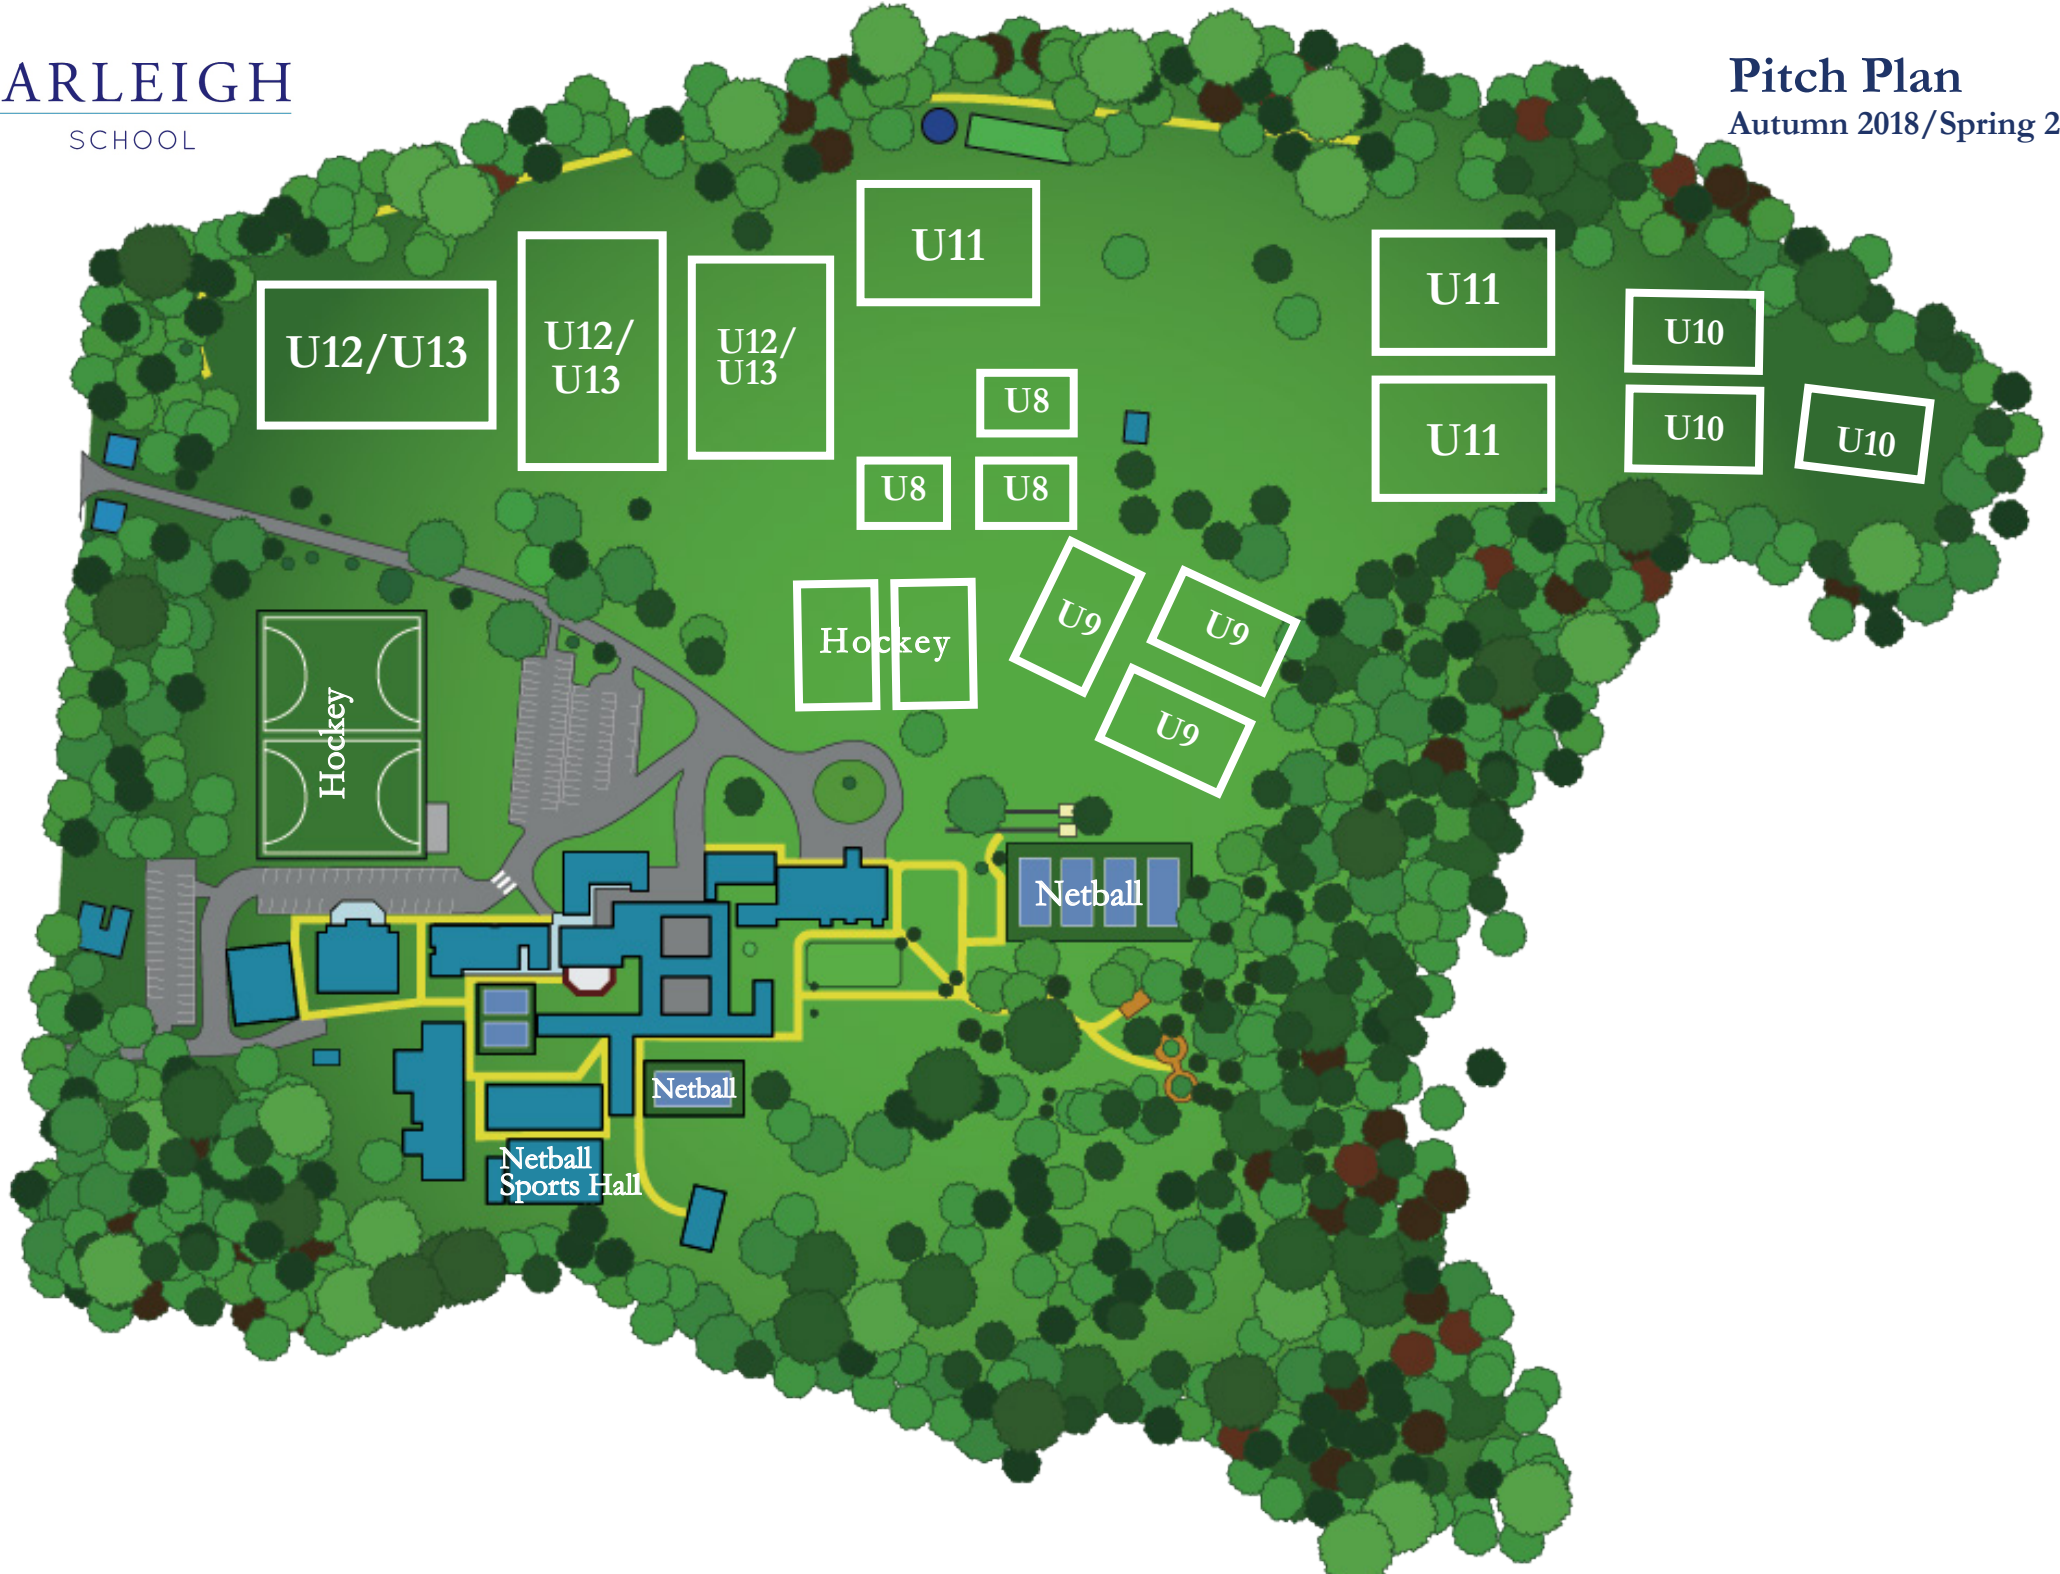 ARLEIGH
SCHOOL
Pitch Plan
Autumn 2018/Spring 2
U11
U12/U13
U12/
U13
U12/
U13
U11
U10
U8
U11
U10
U10
U8
U8
U9
U9
Hockey
U9
Hockey
Netball
Netball
Netball
Sports Hall